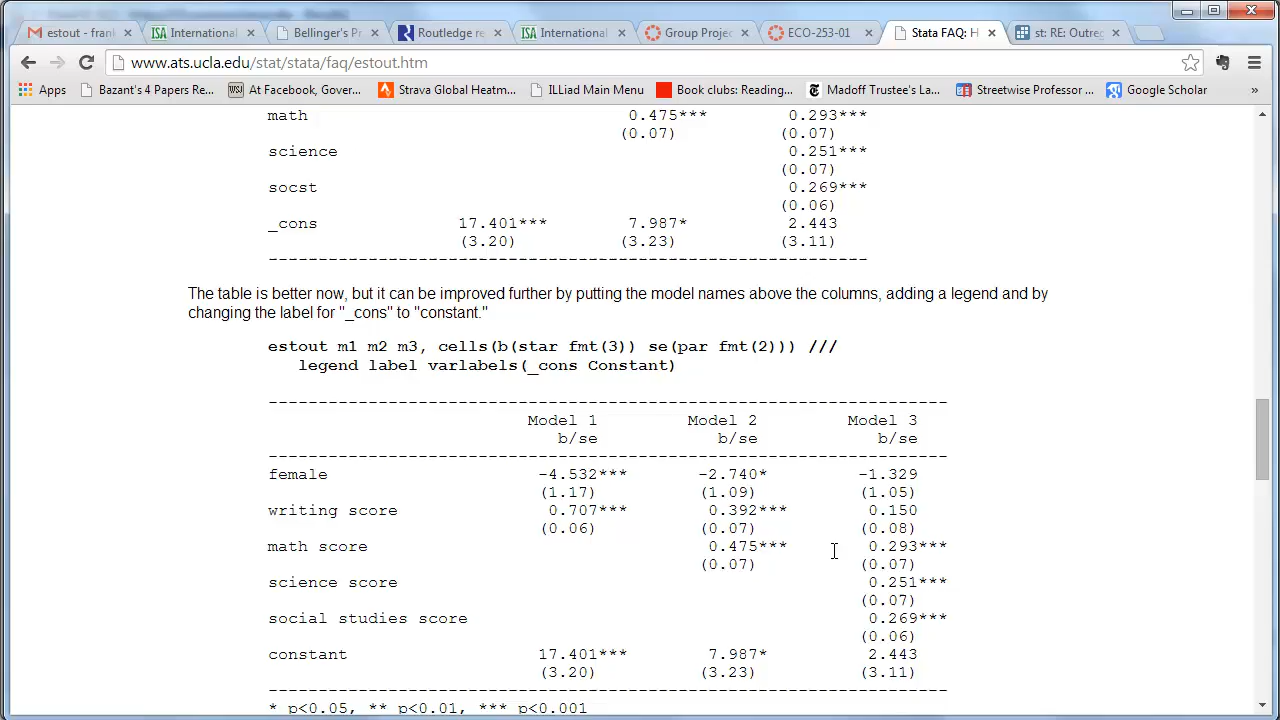 estout - frank
International
Bellinger's Pr
Routledge re
International
Group Projec
ECO-253-01
Stata FAQ: H
st: RE: Outre
www.ats.ucla.edu/stat/stata/faq/estout.htm
Apps
Bazant's 4 Papers Re...
WSJ At Facebook, Gover...
Strava Global Heatm...
ILLiad Main Menu
Book clubs: Reading...
Madoff Trustee's La...
Streetwise Professor ...
Google Scholar
»
math 0.475*** 0.293***
(0.07) (0.07)
science 0.251***
(0.07)
socst 0.269***
(0.06)
_cons 17.401*** 7.987* 2.443
(3.20) (3.23) (3.11)
------------------------------------------------------------
The table is better now, but it can be improved further by putting the model names above the columns, adding a legend and by
changing the label for "_cons" to "constant."
estout m1 m2 m3, cells(b(star fmt(3)) se(par fmt(2))) ///
legend label varlabels(_cons Constant)
--------------------------------------------------------------------
Model 1 Model 2 Model 3
b/se b/se b/se
--------------------------------------------------------------------
female -4.532*** -2.740* -1.329
(1.17) (1.09) (1.05)
writing score 0.707*** 0.392*** 0.150
(0.06) (0.07) (0.08)
math score 0.475*** 0.293***
(0.07) (0.07)
science score 0.251***
(0.07)
social studies score 0.269***
(0.06)
constant 17.401*** 7.987* 2.443
(3.20) (3.23) (3.11)
--------------------------------------------------------------------
* p<0.05, ** p<0.01, *** p<0.001